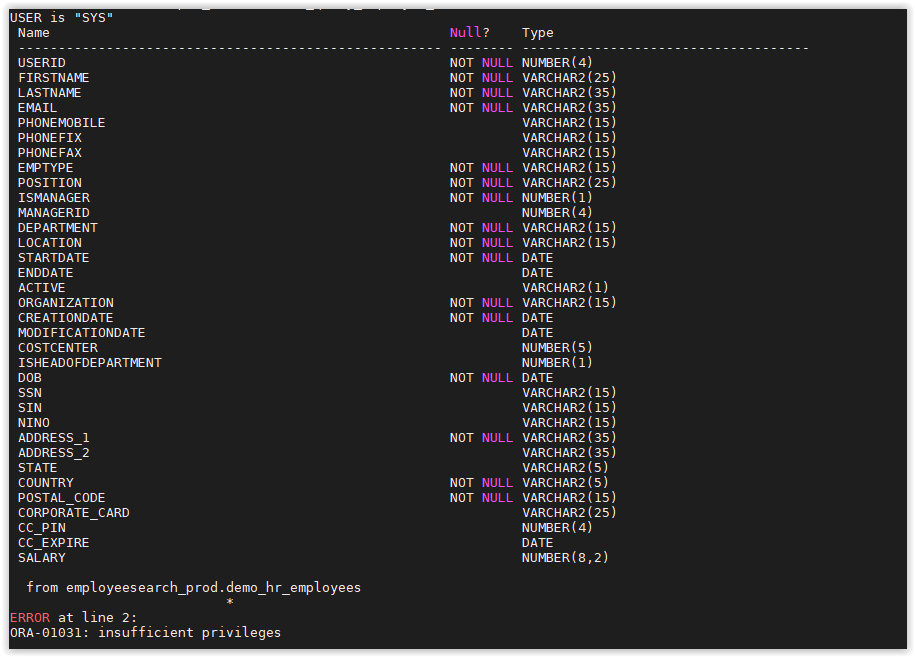 USER is "SYS"
Name Null? Type
----------------------------------------------------- -------- ------------------------------------
USERID NOT NULL NUMBER(4)
FIRSTNAME NOT NULL VARCHAR2(25)
LASTNAME NOT NULL VARCHAR2(35)
EMAIL NOT NULL VARCHAR2(35)
PHONEMOBILE VARCHAR2(15)
PHONEFIX VARCHAR2(15)
PHONEFAX VARCHAR2(15)
EMPTYPE NOT NULL VARCHAR2(15)
POSITION NOT NULL VARCHAR2(25)
ISMANAGER NOT NULL NUMBER(1)
MANAGERID NUMBER(4)
DEPARTMENT NOT NULL VARCHAR2(15)
LOCATION NOT NULL VARCHAR2(15)
STARTDATE NOT NULL DATE
ENDDATE DATE
ACTIVE VARCHAR2(1)
ORGANIZATION NOT NULL VARCHAR2(15)
CREATIONDATE NOT NULL DATE
MODIFICATIONDATE DATE
COSTCENTER NUMBER(5)
ISHEADOFDEPARTMENT NUMBER(1)
DOB NOT NULL DATE
SSN VARCHAR2(15)
SIN VARCHAR2(15)
NINO VARCHAR2(15)
ADDRESS_1 NOT NULL VARCHAR2(35)
ADDRESS_2 VARCHAR2(35)
STATE VARCHAR2(5)
COUNTRY NOT NULL VARCHAR2(5)
POSTAL_CODE NOT NULL VARCHAR2(15)
CORPORATE_CARD VARCHAR2(25)
CC_PIN NUMBER(4)
CC_EXPIRE DATE
SALARY NUMBER(8,2)
from employeesearch_prod.demo_hr_employees
*
ERROR at line 2:
ORA-01031: insufficient privileges